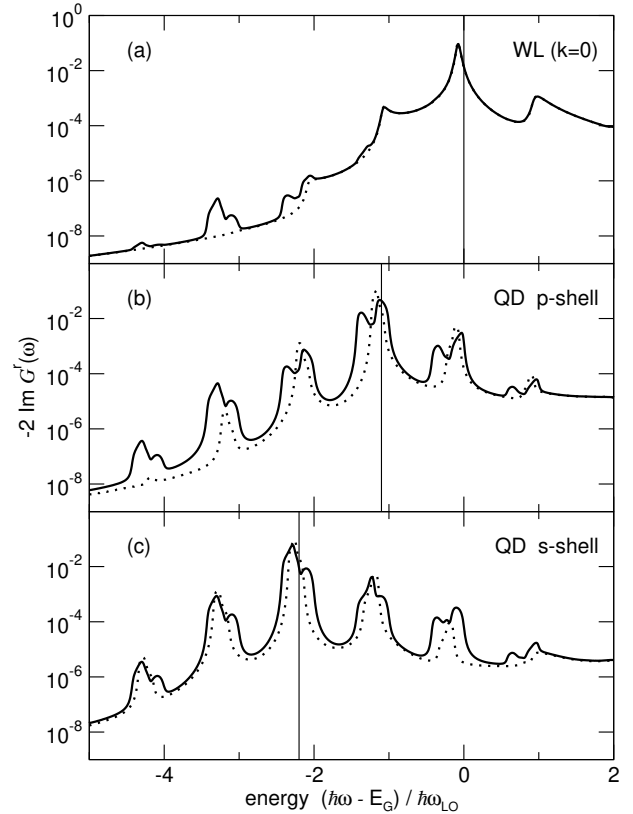 10^0
(a) WL (k=0)
10^-2
10^-4
10^-6
10^-8
(b) QD p-shell
10^-2
10^-4
10^-6
10^-8
-2 Im G^r(ω)
(c) QD s-shell
10^-2
10^-4
10^-6
10^-8
-4 -2 0 2
energy (ħω - E_G) / ħω_LO